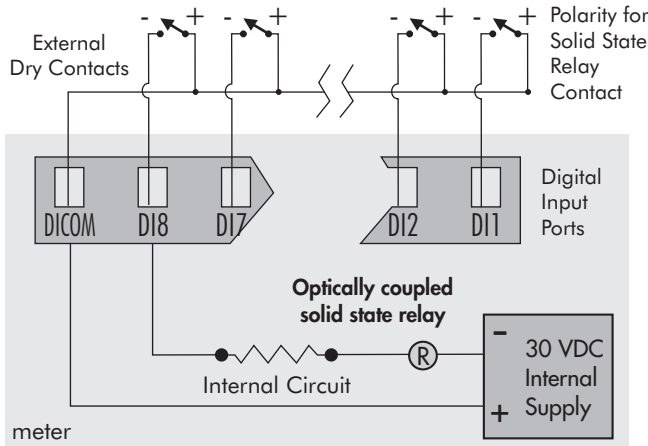 - + - + - + - +
Polarity for
Solid State
Relay
Contact
External
Dry Contacts
DICOM DI8 DI7 DI2 DI1
Digital
Input
Ports
Optically coupled
solid state relay
R
Internal Circuit
-
+
30 VDC
Internal
Supply
meter